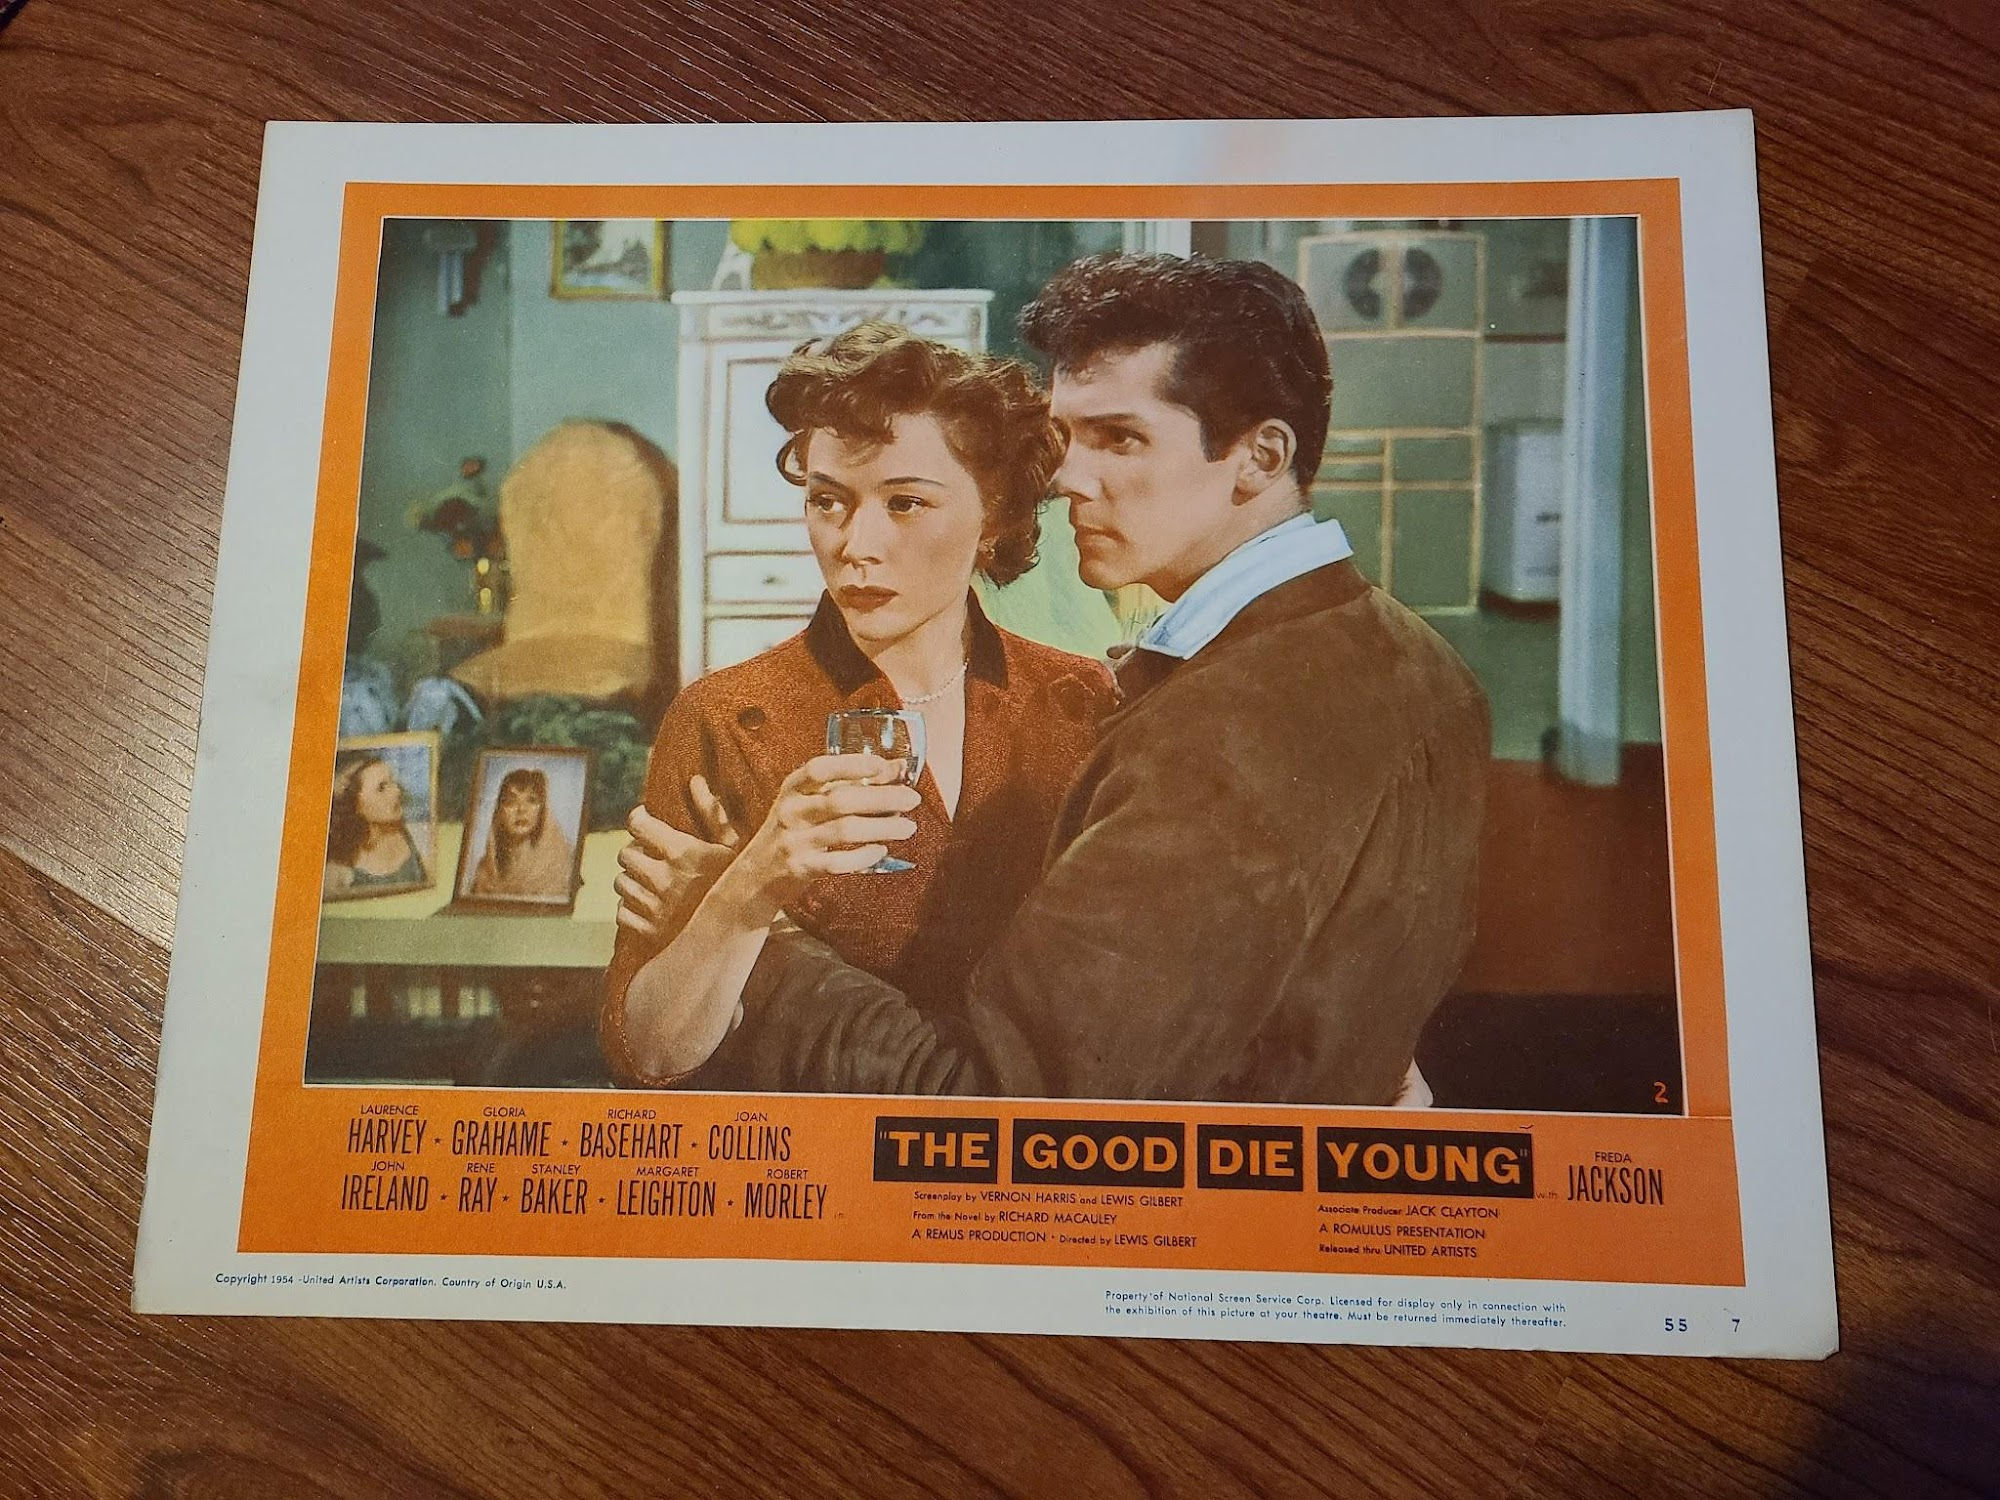 2
LAURENCE HARVEY ★ GLORIA GRAHAME ★ RICHARD BASEHART ★ JOAN COLLINS
JOHN IRELAND ★ RENE RAY ★ STANLEY BAKER ★ MARGARET LEIGHTON ★ ROBERT MORLEY in
"THE GOOD DIE YOUNG"
with FREDA JACKSON
Screenplay by VERNON HARRIS and LEWIS GILBERT
From the Novel by RICHARD MACAULEY
A REMUS PRODUCTION • Directed by LEWIS GILBERT
Associate Producer JACK CLAYTON
A ROMULUS PRESENTATION
Released thru UNITED ARTISTS
Copyright 1954 -United Artists Corporation. Country of Origin U.S.A.
Property of National Screen Service Corp. Licensed for display only in connection with
the exhibition of this picture at your theatre. Must be returned immediately thereafter.
55 7